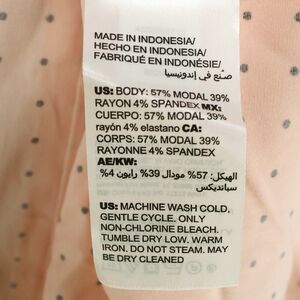 MADE IN INDONESIA/
HECHO EN INDONESIA/
FABRIQUÉ EN INDONÉSIE/
صنع في إندونيسيا
US: BODY: 57% MODAL 39%
RAYON 4% SPANDEX MX:
CUERPO: 57% MODAL 39%
rayón 4% elastano CA:
CORPS: 57% MODAL 39%
RAYONNE 4% SPANDEX
AE/KW:
الهيكل: 57% مودال 39% رايون 4%
سبانديكس
US: MACHINE WASH COLD,
GENTLE CYCLE. ONLY
NON-CHLORINE BLEACH.
TUMBLE DRY LOW. WARM
IRON. DO NOT STEAM. MAY
BE DRY CLEANED